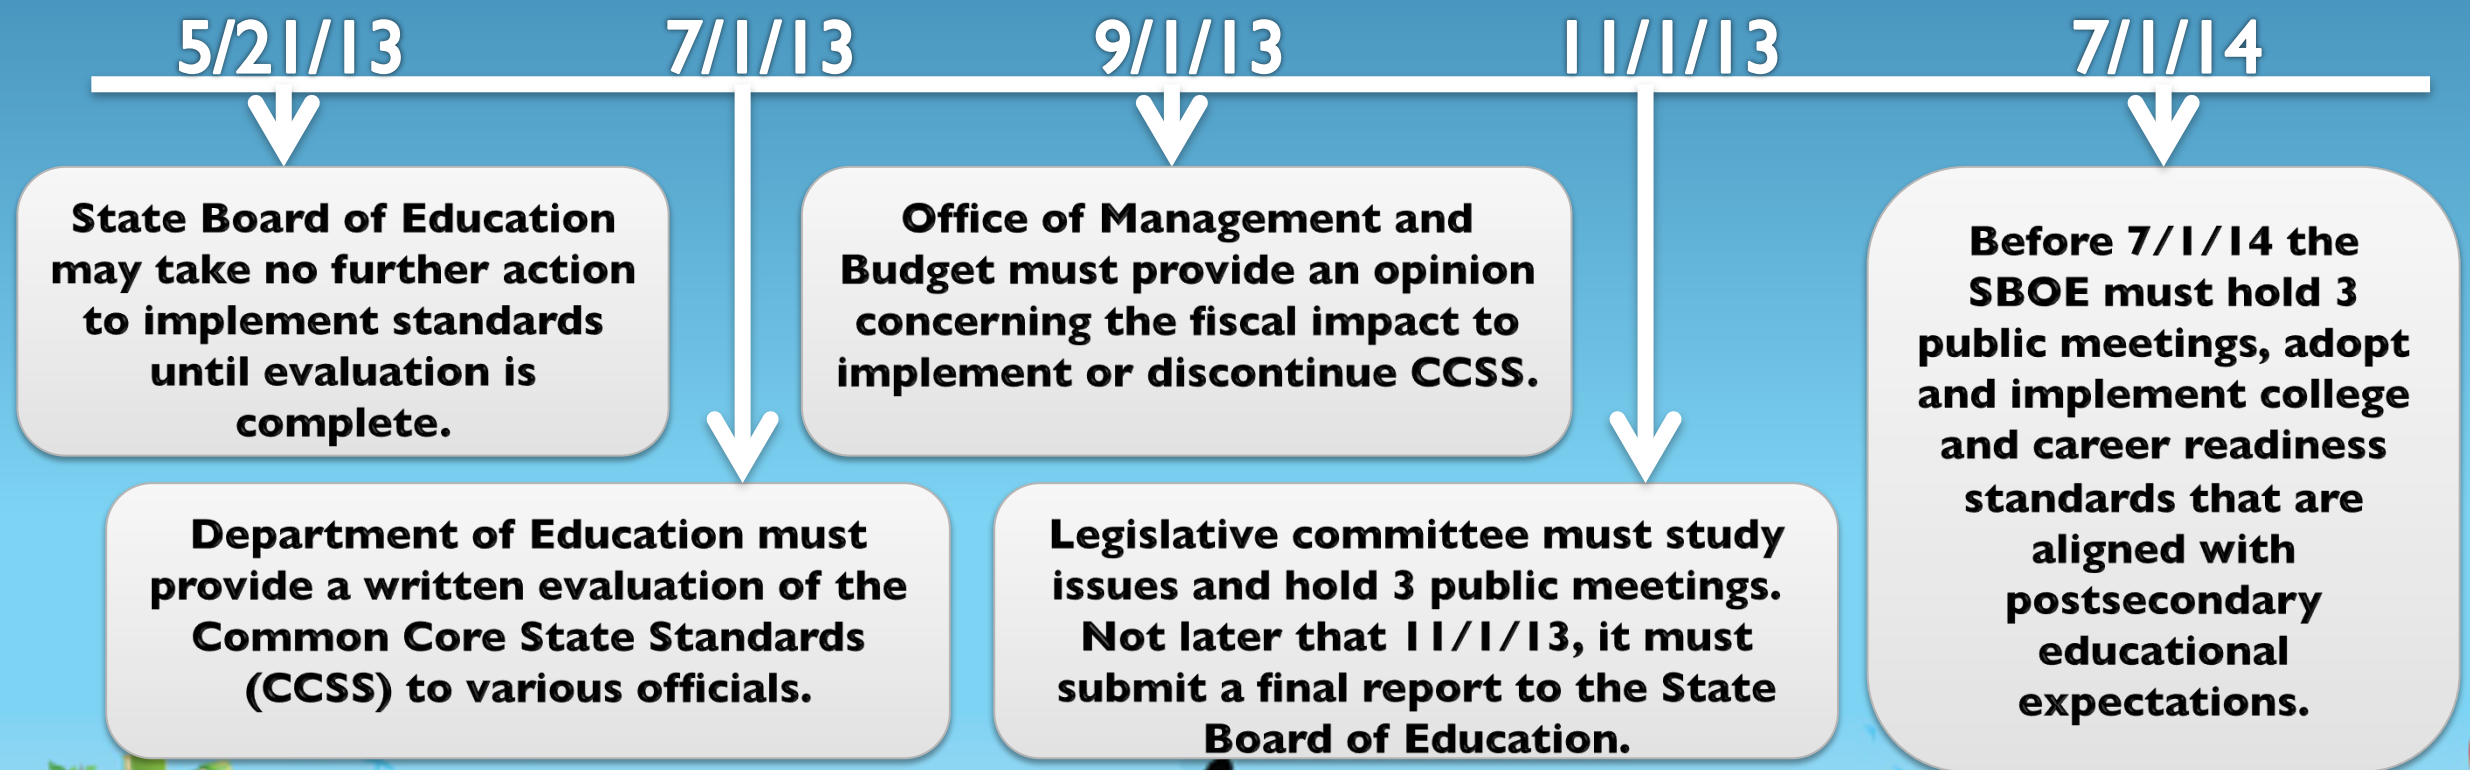 5/21/13
7/1/13
9/1/13
11/1/13
7/1/14
State Board of Education
may take no further action
to implement standards
until evaluation is
complete.
Department of Education must
provide a written evaluation of the
Common Core State Standards
(CCSS) to various officials.
Office of Management and
Budget must provide an opinion
concerning the fiscal impact to
implement or discontinue CCSS.
Legislative committee must study
issues and hold 3 public meetings.
Not later that 11/1/13, it must
submit a final report to the State
Board of Education.
Before 7/1/14 the
SBOE must hold 3
public meetings, adopt
and implement college
and career readiness
standards that are
aligned with
postsecondary
educational
expectations.